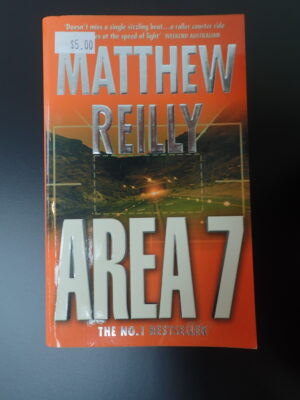 'Doesn't miss a single sizzling beat... a roller coaster ride
at the speed of light' WEEKEND AUSTRALIAN
$5.00
MATTHEW
REILLY
AREA 7
THE NO.1 BESTSELLER